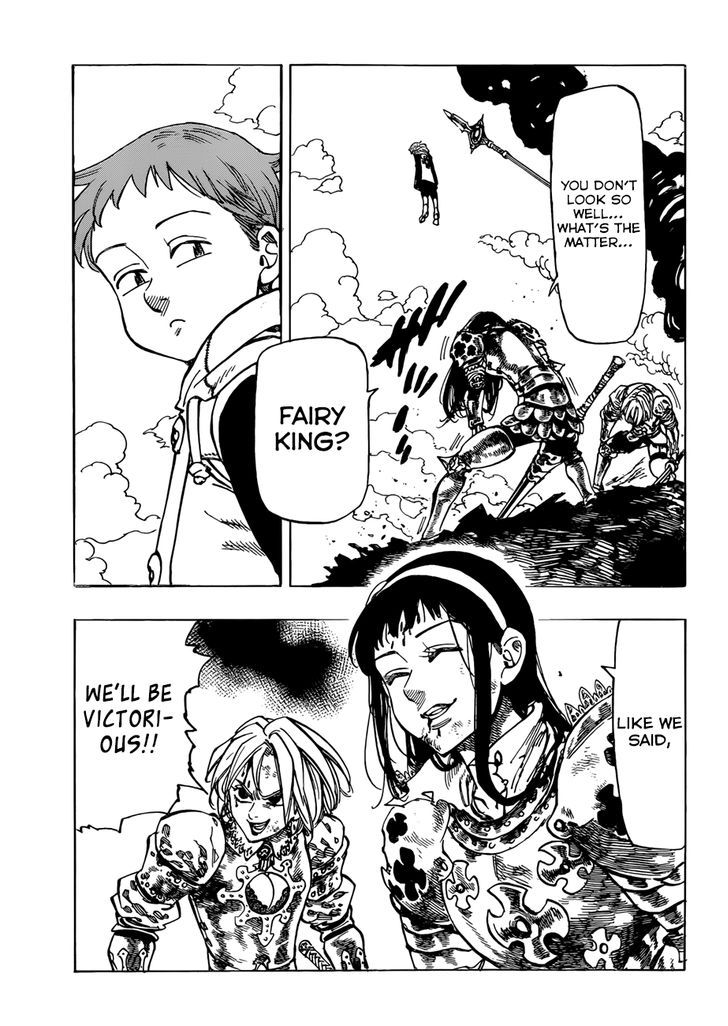 YOU DON'T
LOOK SO
WELL...
WHAT'S THE
MATTER...
FAIRY
KING?
LIKE WE
SAID,
WE'LL BE
VICTORI-
OUS!!